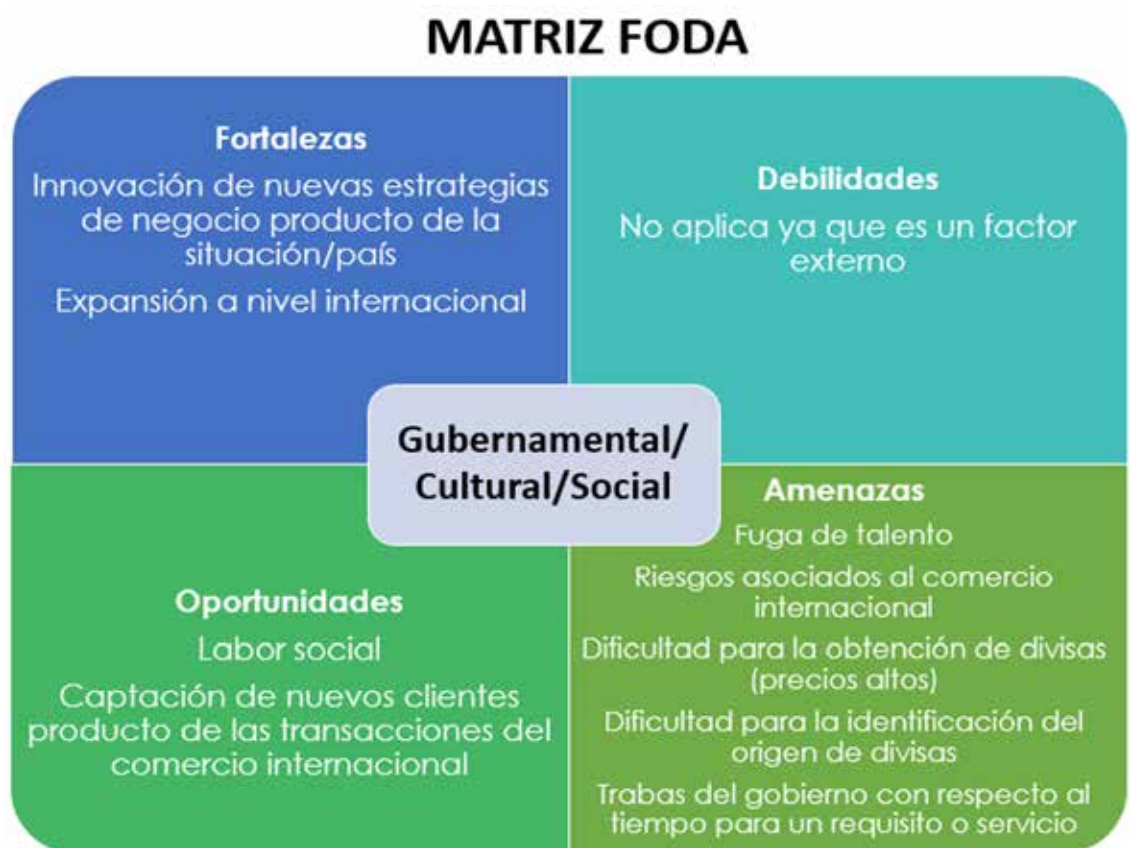 MATRIZ FODA
Fortalezas
Innovación de nuevas estrategias
de negocio producto de la
situación/país
Expansión a nivel internacional
Debilidades
No aplica ya que es un factor
externo
Gubernamental/
Cultural/Social
Oportunidades
Labor social
Captación de nuevos clientes
producto de las transacciones del
comercio internacional
Amenazas
Fuga de talento
Riesgos asociados al comercio
internacional
Dificultad para la obtención de divisas
(precios altos)
Dificultad para la identificación del
origen de divisas
Trabas del gobierno con respecto al
tiempo para un requisito o servicio